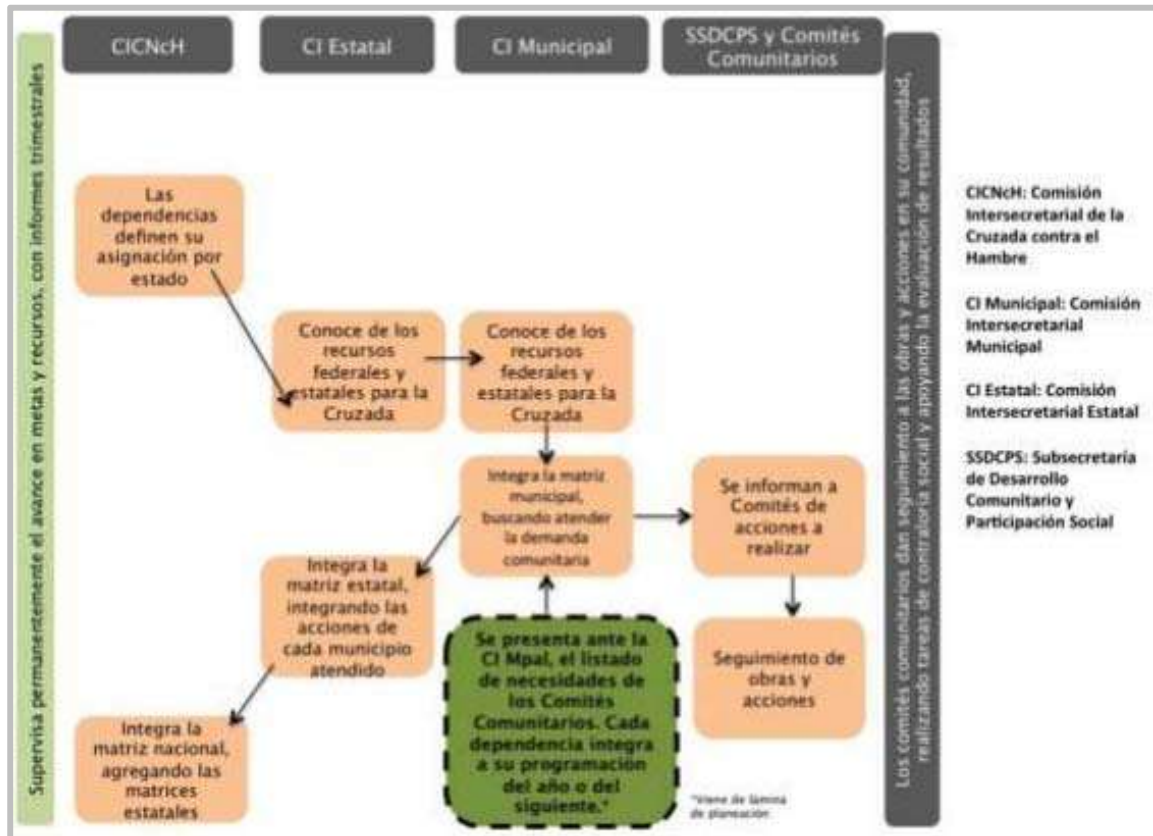 Supervisa permanentemente el avance en metas y recursos, con informes trimestrales
CICNcH
CI Estatal
CI Municipal
SSDCPS y Comités
Comunitarios
Las
dependencias
definen su
asignación por
estado
Conoce de los
recursos
federales y
estatales para la
Cruzada
Conoce de los
recursos
federales y
estatales para la
Cruzada
Integra la matriz
municipal,
buscando atender
la demanda
comunitaria
Se informan a
Comités de
acciones a
realizar
Integra la
matriz estatal,
integrando las
acciones de
cada municipio
atendido
Se presenta ante la
CI Mpal, el listado
de necesidades de
los Comités
Comunitarios. Cada
dependencia integra
a su programación
del año o del
siguiente.*
Seguimiento de
obras y
acciones
Integra la
matriz nacional,
agregando las
matrices
estatales
*Viene de lámina
de planeación
Los comités comunitarios dan seguimiento a las obras y acciones en su comunidad,
realizando tareas de contraloría social y apoyando la evaluación de resultados
CICNcH: Comisión
Intersecretarial de la
Cruzada contra el
Hambre
CI Municipal: Comisión
Intersecretarial
Municipal
CI Estatal: Comisión
Intersecretarial Estatal
SSDCPS: Subsecretaría
de Desarrollo
Comunitario y
Participación Social